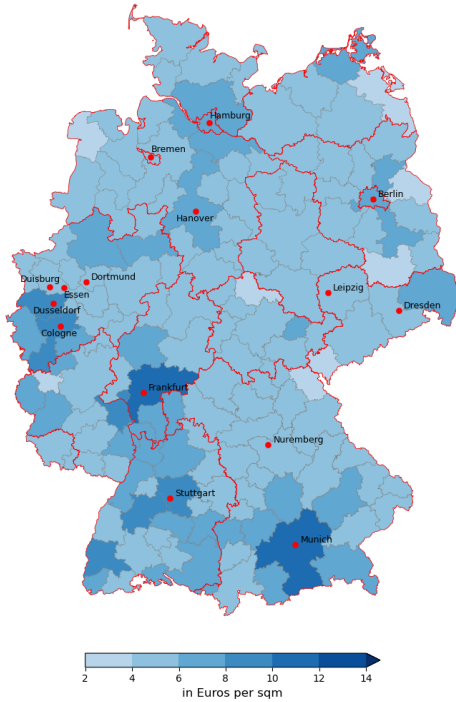 Hamburg
Bremen
Berlin
Hanover
Duisburg
Dortmund
Essen
Leipzig
Dusseldorf
Dresden
Cologne
Frankfurt
Nuremberg
Stuttgart
Munich
2 4 6 8 10 12 14
in Euros per sqm